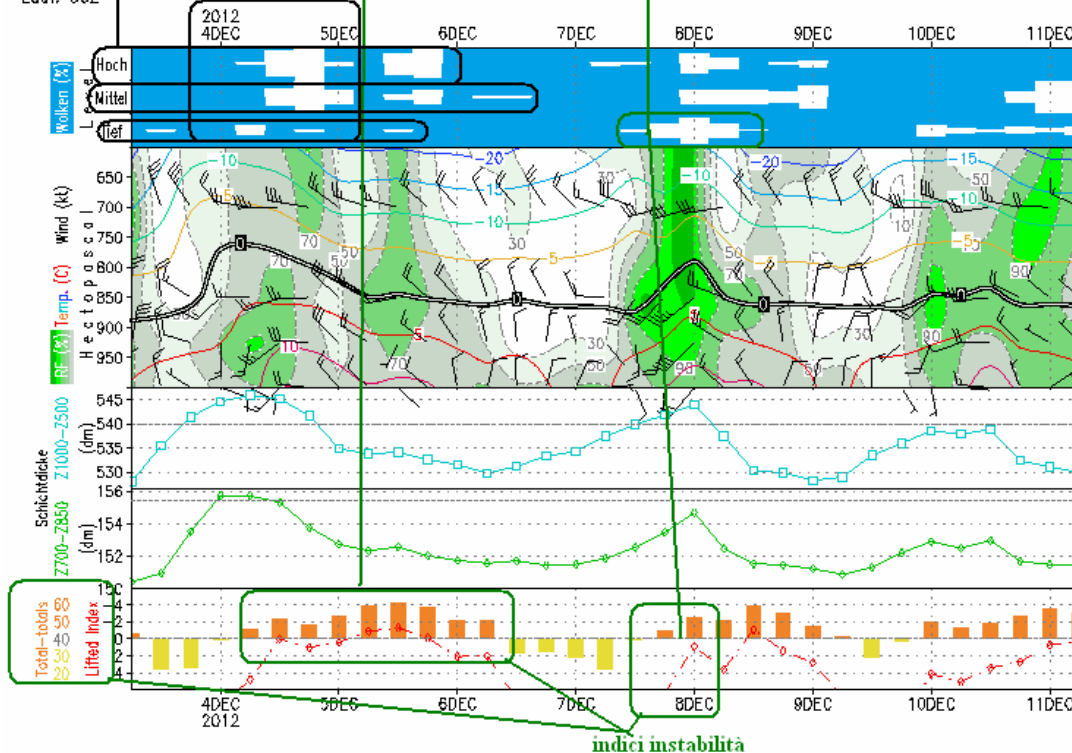 2012
4DEC 5DEC 6DEC 7DEC 8DEC 9DEC 10DEC 11DEC
Wolken (%)
Level
Hoch
Mittel
Tief
RF (%) Temp. (C) Wind (kt)
Hectopascal
650
700
750
800
850
900
950
-10
-20
-15
-10
-5
0
5
10
70
50
30
90
Schichtdicke
Z1000-Z500
(dm)
545
540
535
530
Z700-Z850
(dm)
156
154
152
150
Total-totals
60
50
40
30
20
Lifted Index
-4
-2
0
2
4
4DEC 5DEC 6DEC 7DEC 8DEC 9DEC 10DEC 11DEC
2012
indici instabilità